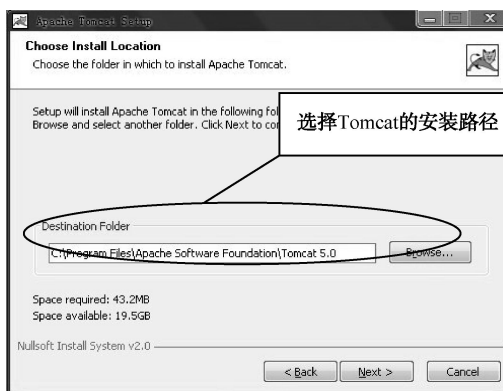 Apache Tomcat Setup
Choose Install Location
Choose the folder in which to install Apache Tomcat.
Setup will install Apache Tomcat in the following fol
Browse and select another folder. Click Next to con
选择Tomcat的安装路径
Destination Folder
C:\Program Files\Apache Software Foundation\Tomcat 5.0
Browse...
Space required: 43.2MB
Space available: 19.5GB
Nullsoft Install System v2.0
< Back
Next >
Cancel